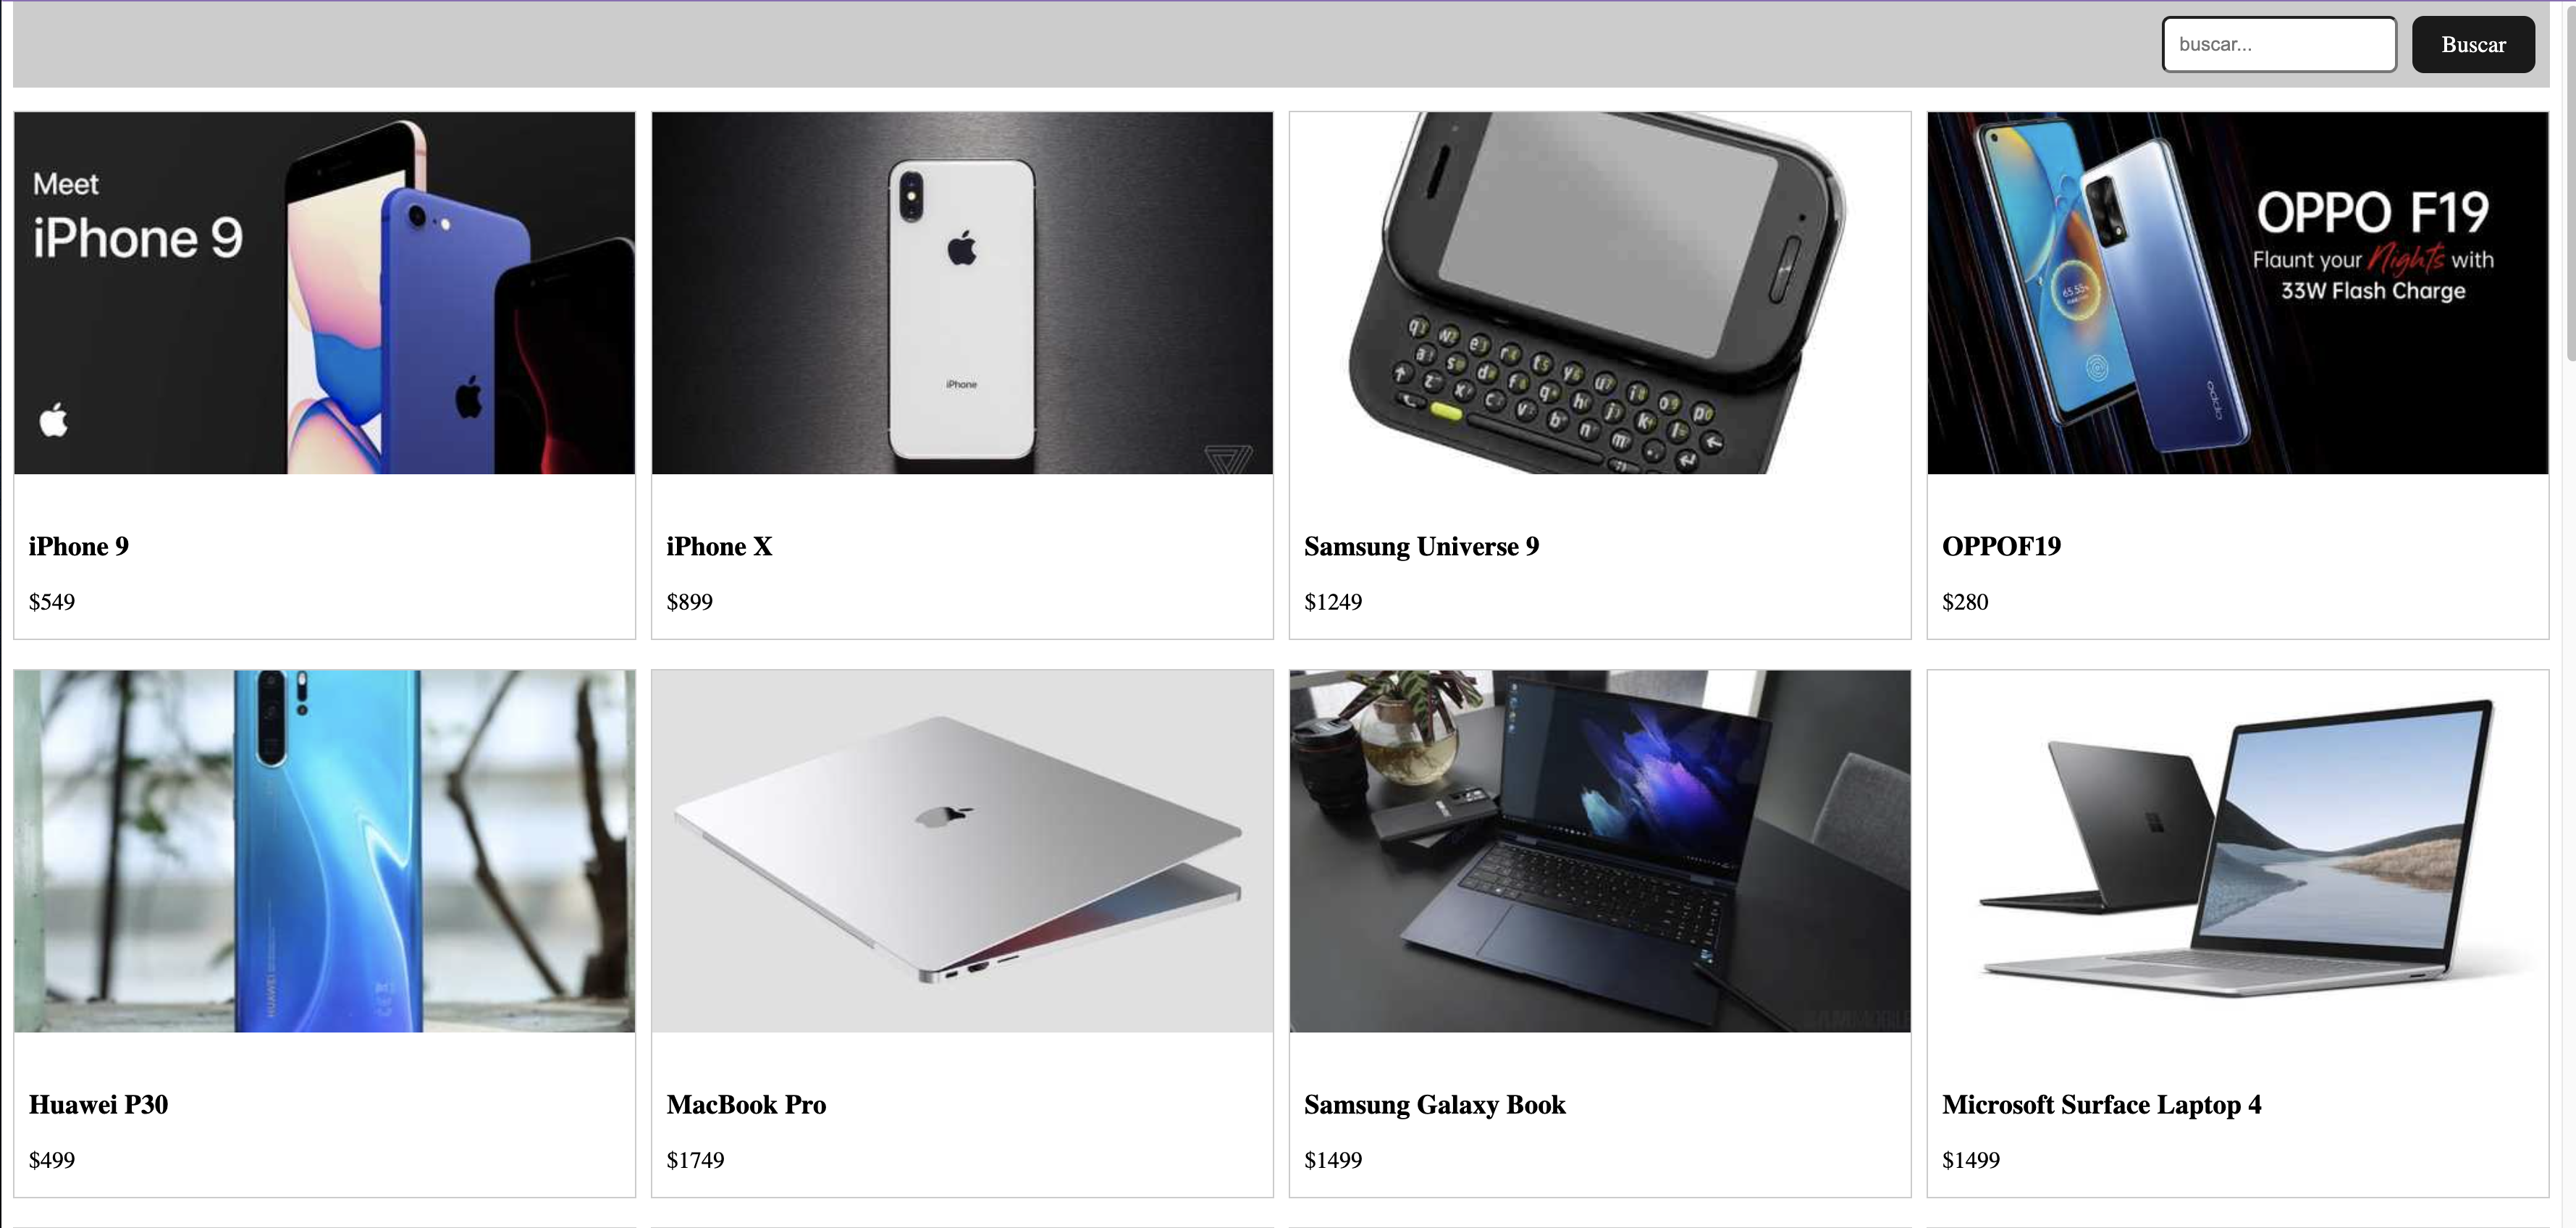 buscar...
Buscar
Meet
iPhone 9
iPhone
OPPO F19
Flaunt your Nights with
33W Flash Charge
oppo
iPhone 9
$549
iPhone X
$899
Samsung Universe 9
$1249
OPPOF19
$280
HUAWEI
Huawei P30
$499
MacBook Pro
$1749
Samsung Galaxy Book
$1499
Microsoft Surface Laptop 4
$1499